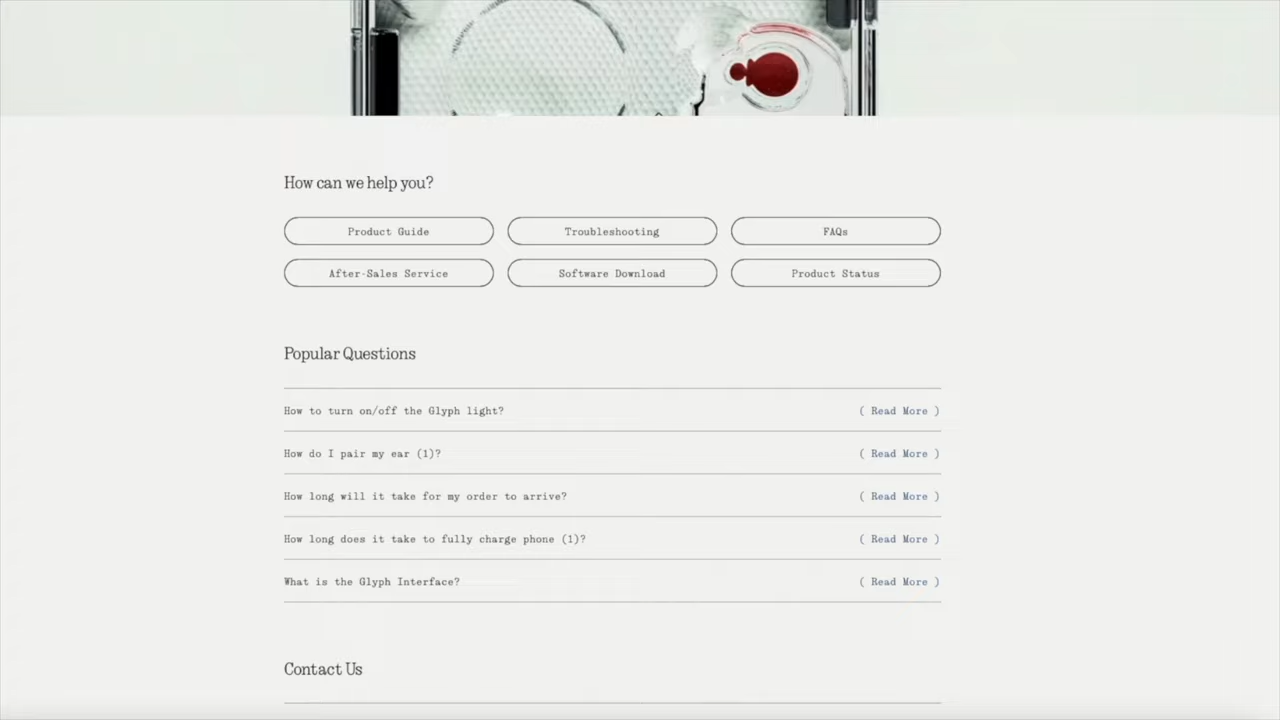 How can we help you?
Product Guide
Troubleshooting
FAQs
After-Sales Service
Software Download
Product Status
Popular Questions
How to turn on/off the Glyph light?
( Read More )
How do I pair my ear (1)?
( Read More )
How long will it take for my order to arrive?
( Read More )
How long does it take to fully charge phone (1)?
( Read More )
What is the Glyph Interface?
( Read More )
Contact Us